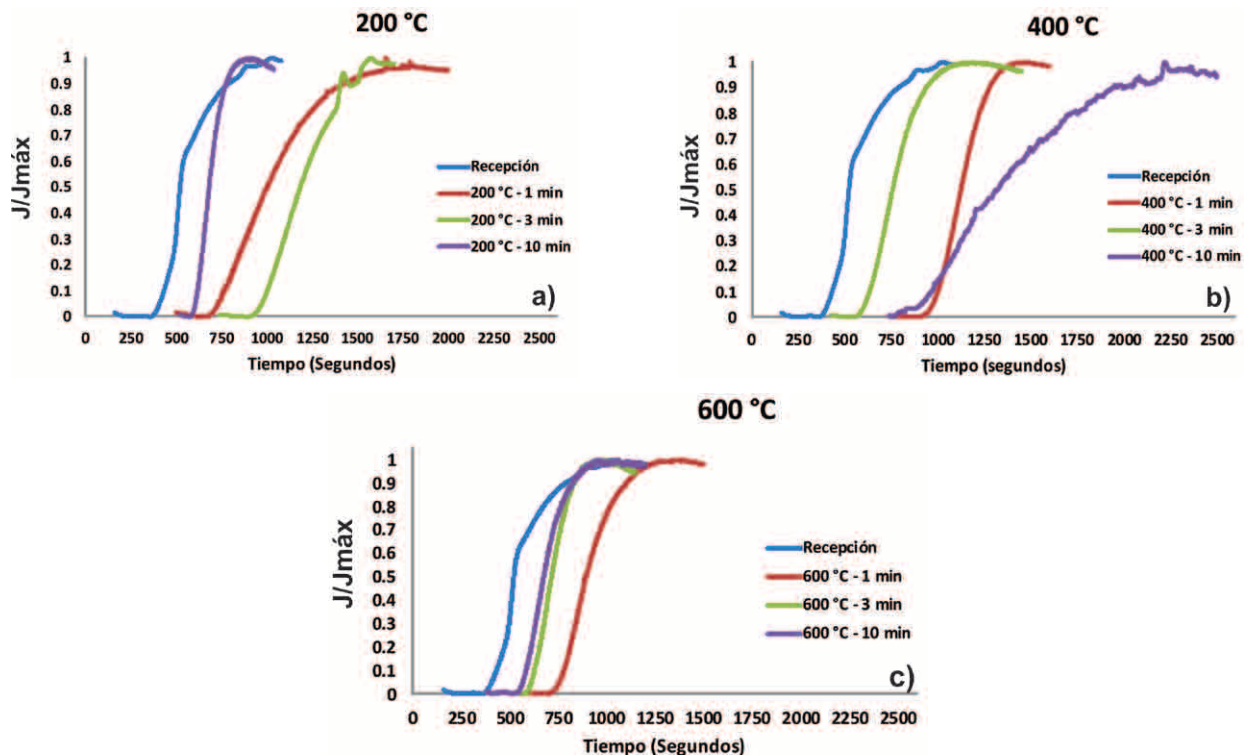 200 °C
1
0.9
0.8
0.7
0.6
0.5
0.4
0.3
0.2
0.1
0
J/Jmáx
Recepción
200 °C - 1 min
200 °C - 3 min
200 °C - 10 min
a)
0 250 500 750 1000 1250 1500 1750 2000 2250 2500
Tiempo (Segundos)
400 °C
1
0.9
0.8
0.7
0.6
0.5
0.4
0.3
0.2
0.1
0
J/Jmáx
Recepción
400 °C - 1 min
400 °C - 3 min
400 °C - 10 min
b)
0 250 500 750 1000 1250 1500 1750 2000 2250 2500
Tiempo (segundos)
600 °C
1
0.9
0.8
0.7
0.6
0.5
0.4
0.3
0.2
0.1
0
J/Jmáx
Recepción
600 °C - 1 min
600 °C - 3 min
600 °C - 10 min
c)
0 250 500 750 1000 1250 1500 1750 2000 2250 2500
Tiempo (Segundos)